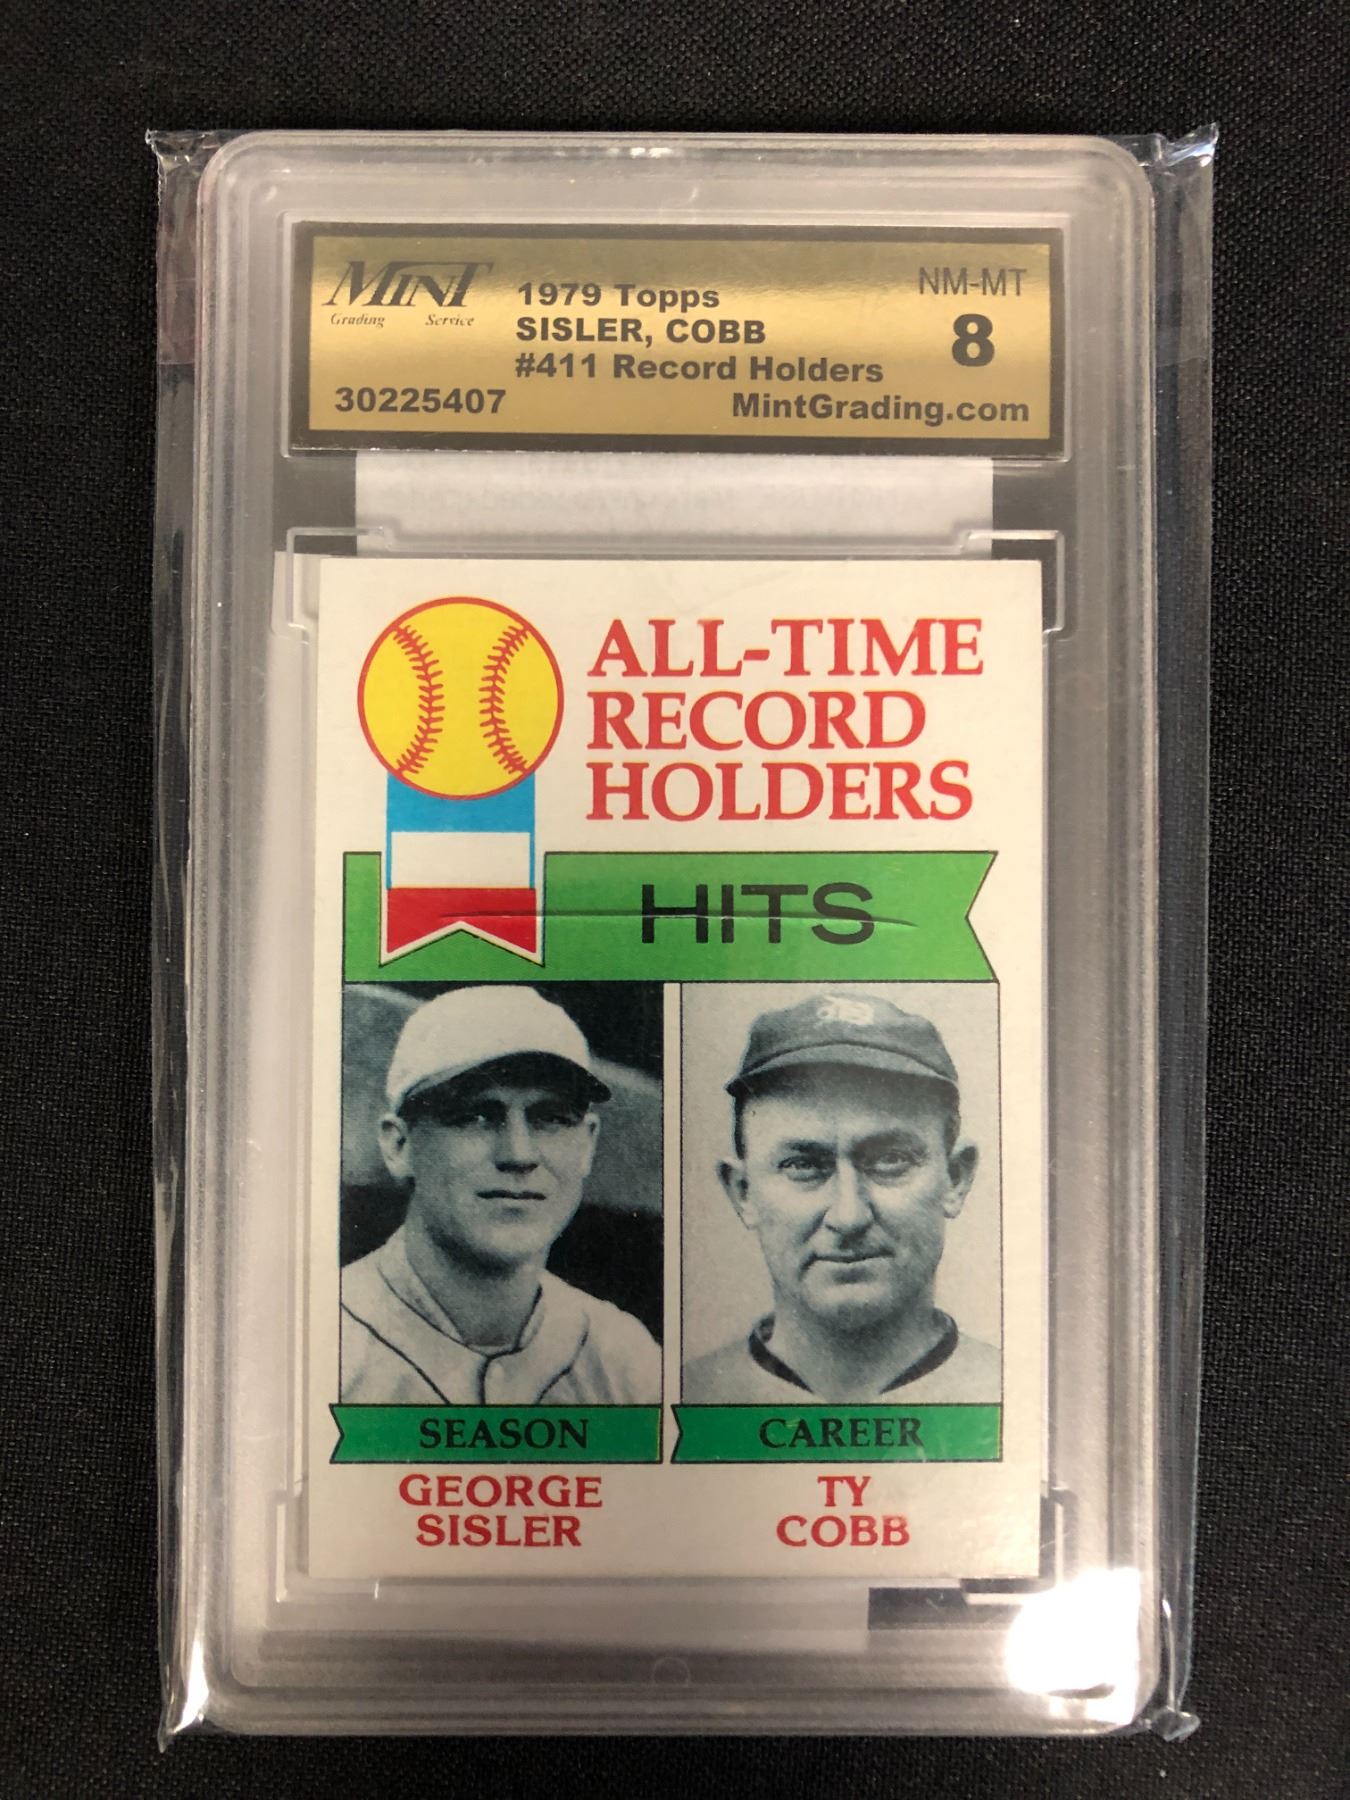 MINT
Grading Service
1979 Topps
SISLER, COBB
#411 Record Holders
30225407
MintGrading.com
NM-MT
8
ALL-TIME
RECORD
HOLDERS
HITS
SEASON
GEORGE
SISLER
CAREER
TY
COBB